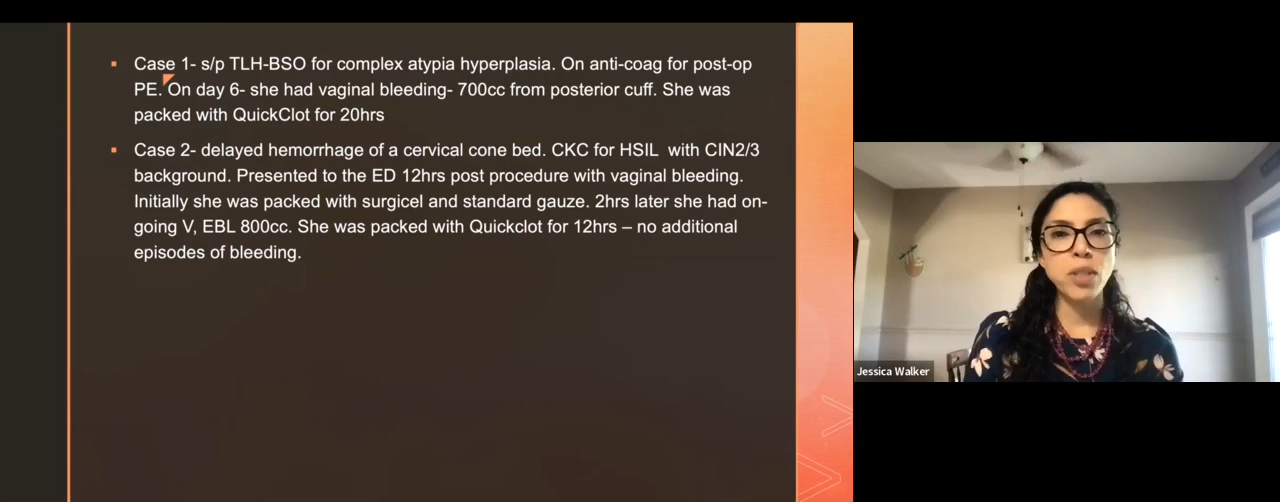 Case 1- s/p TLH-BSO for complex atypia hyperplasia. On anti-coag for post-op
PE. On day 6- she had vaginal bleeding- 700cc from posterior cuff. She was
packed with QuickClot for 20hrs
Case 2- delayed hemorrhage of a cervical cone bed. CKC for HSIL with CIN2/3
background. Presented to the ED 12hrs post procedure with vaginal bleeding.
Initially she was packed with surgicel and standard gauze. 2hrs later she had on-
going V, EBL 800cc. She was packed with Quickclot for 12hrs – no additional
episodes of bleeding.
Jessica Walker